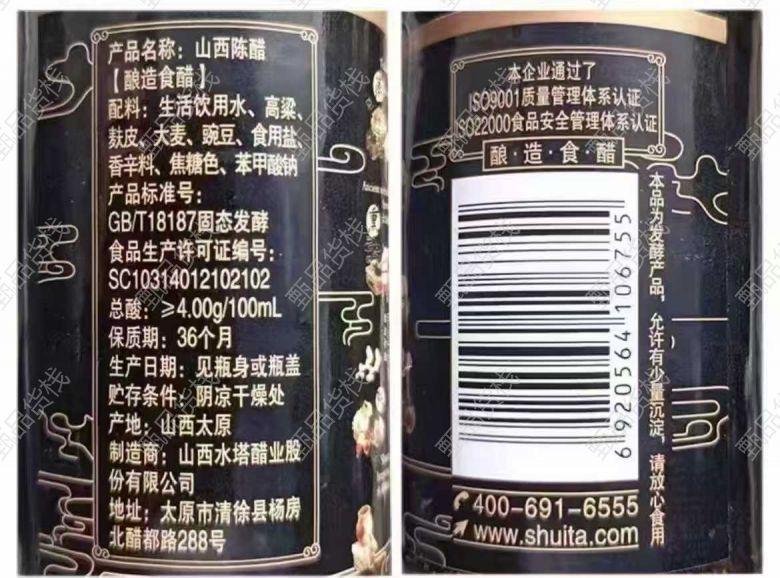 产品名称：山西陈醋
【酿造食醋】
配料：生活饮用水、高粱、
麸皮、大麦、豌豆、食用盐、
香辛料、焦糖色、苯甲酸钠
产品标准号：
GB/T18187固态发酵
食品生产许可证编号：
SC10314012102102
总酸：≥4.00g/100mL
保质期：36个月
生产日期：见瓶身或瓶盖
贮存条件：阴凉干燥处
产地：山西太原
制造商：山西水塔醋业股
份有限公司
地址：太原市清徐县杨房
北醋都路288号
本企业通过了
ISO9001质量管理体系认证
ISO22000食品安全管理体系认证
酿·造·食·醋
6920564106755
本品为发酵产品，允许有少量沉淀，请放心食用
400-691-6555
www.shuita.com
甄品货栈